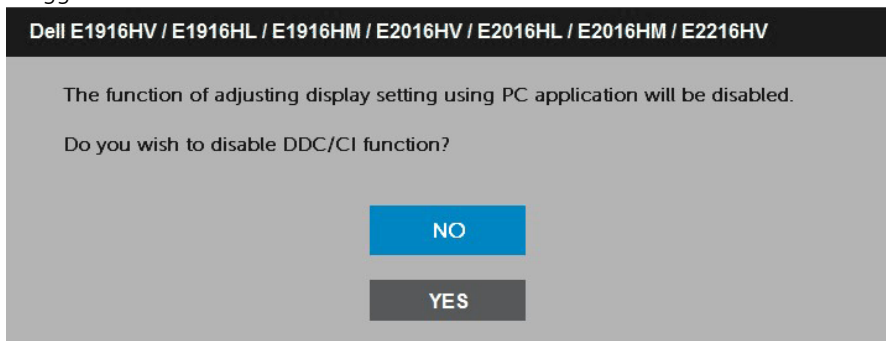 Dell E1916HV / E1916HL / E1916HM / E2016HV / E2016HL / E2016HM / E2216HV
The function of adjusting display setting using PC application will be disabled.
Do you wish to disable DDC/CI function?
NO
YES